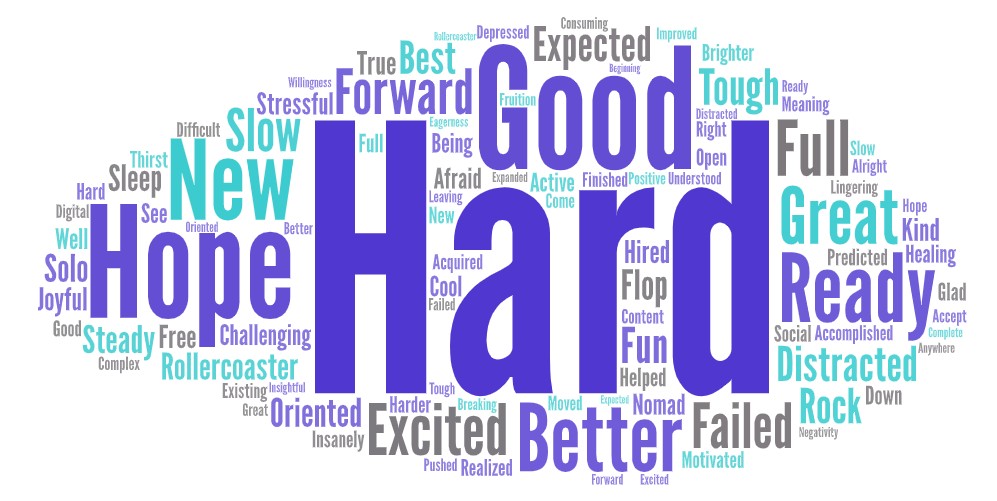 Consuming
Rollercoaster
Depressed
Expected
Improved
True
Best
Good
Brighter
Beginning
Willingness
Forward
Tough
Ready
Stressful
Fruition
Meaning
Distracted
Difficult
Slow
Hard
Eagerness
Right
Full
Full
Being
Slow
Thirst
New
Open
Alright
Sleep
Afraid
Expanded
Active
Finished
Positive
Understood
Lingering
Hard
Leaving
Come
Great
Digital
See
New
Hope
Oriented
Better
Kind
Well
Hope
Hired
Predicted
Healing
Solo
Acquired
Ready
Joyful
Cool
Flop
Glad
Failed
Content
Accept
Good
Steady
Free
Challenging
Fun
Social
Accomplished
Complete
Anywhere
Complex
Rollercoaster
Helped
Distracted
Existing
Insightful
Tough
Down
Great
Oriented
Harder
Breaking
Moved
Expected
Nomad
Rock
Insanely
Excited
Better
Failed
Negativity
Pushed
Realized
Motivated
Forward
Excited